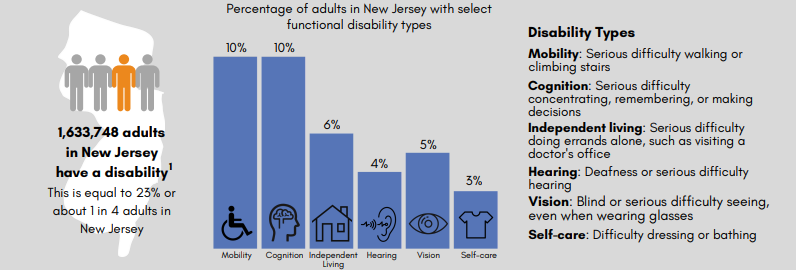 1,633,748 adults
in New Jersey
have a disability1
This is equal to 23% or
about 1 in 4 adults in
New Jersey
Percentage of adults in New Jersey with select
functional disability types
10%
10%
6%
4%
5%
3%
Mobility
Cognition
Independent
Living
Hearing
Vision
Self-care
Disability Types
Mobility: Serious difficulty walking or
climbing stairs
Cognition: Serious difficulty
concentrating, remembering, or making
decisions
Independent living: Serious difficulty
doing errands alone, such as visiting a
doctor's office
Hearing: Deafness or serious difficulty
hearing
Vision: Blind or serious difficulty seeing,
even when wearing glasses
Self-care: Difficulty dressing or bathing